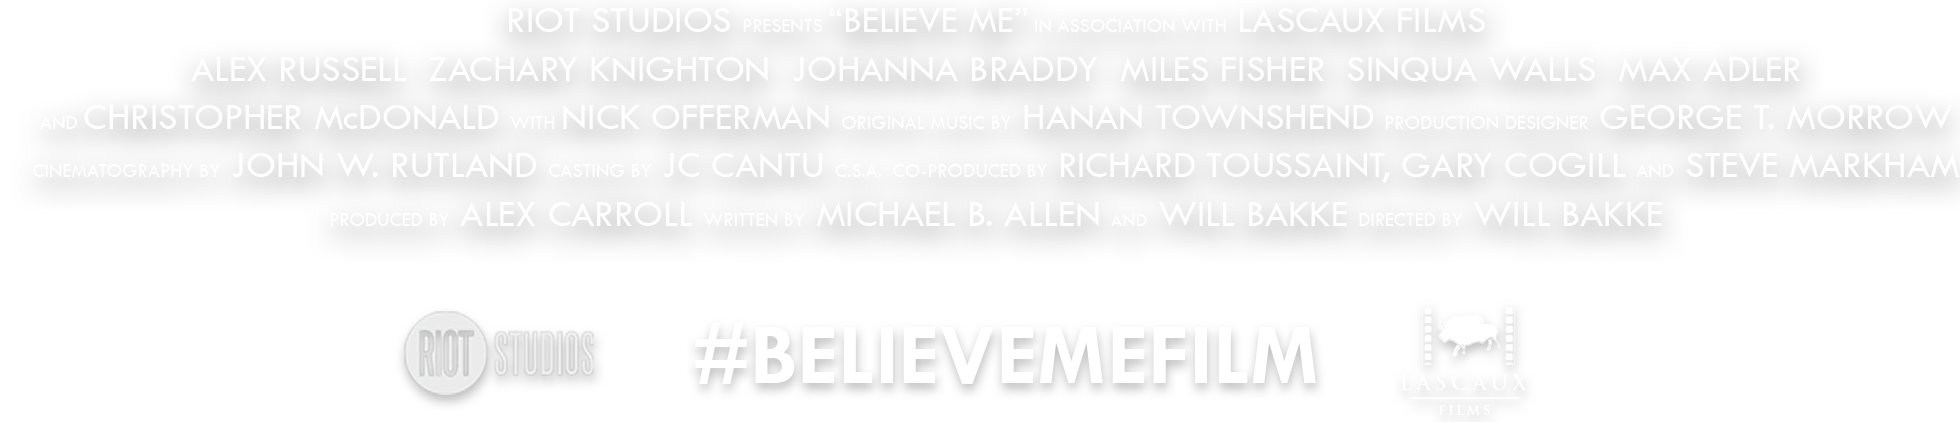 RIOT STUDIOS PRESENTS “BELIEVE ME” IN ASSOCIATION WITH LASCAUX FILMS
ALEX RUSSELL ZACHARY KNIGHTON JOHANNA BRADDY MILES FISHER SINQUA WALLS MAX ADLER
AND CHRISTOPHER McDONALD WITH NICK OFFERMAN ORIGINAL MUSIC BY HANAN TOWNSHEND PRODUCTION DESIGNER GEORGE T. MORROW
CINEMATOGRAPHY BY JOHN W. RUTLAND CASTING BY JC CANTU C.S.A. CO-PRODUCED BY RICHARD TOUSSAINT, GARY COGILL AND STEVE MARKHAM
PRODUCED BY ALEX CARROLL WRITTEN BY MICHAEL B. ALLEN AND WILL BAKKE DIRECTED BY WILL BAKKE
RIOT STUDIOS
#BELIEVEMEFILM
LASCAUX
FILMS